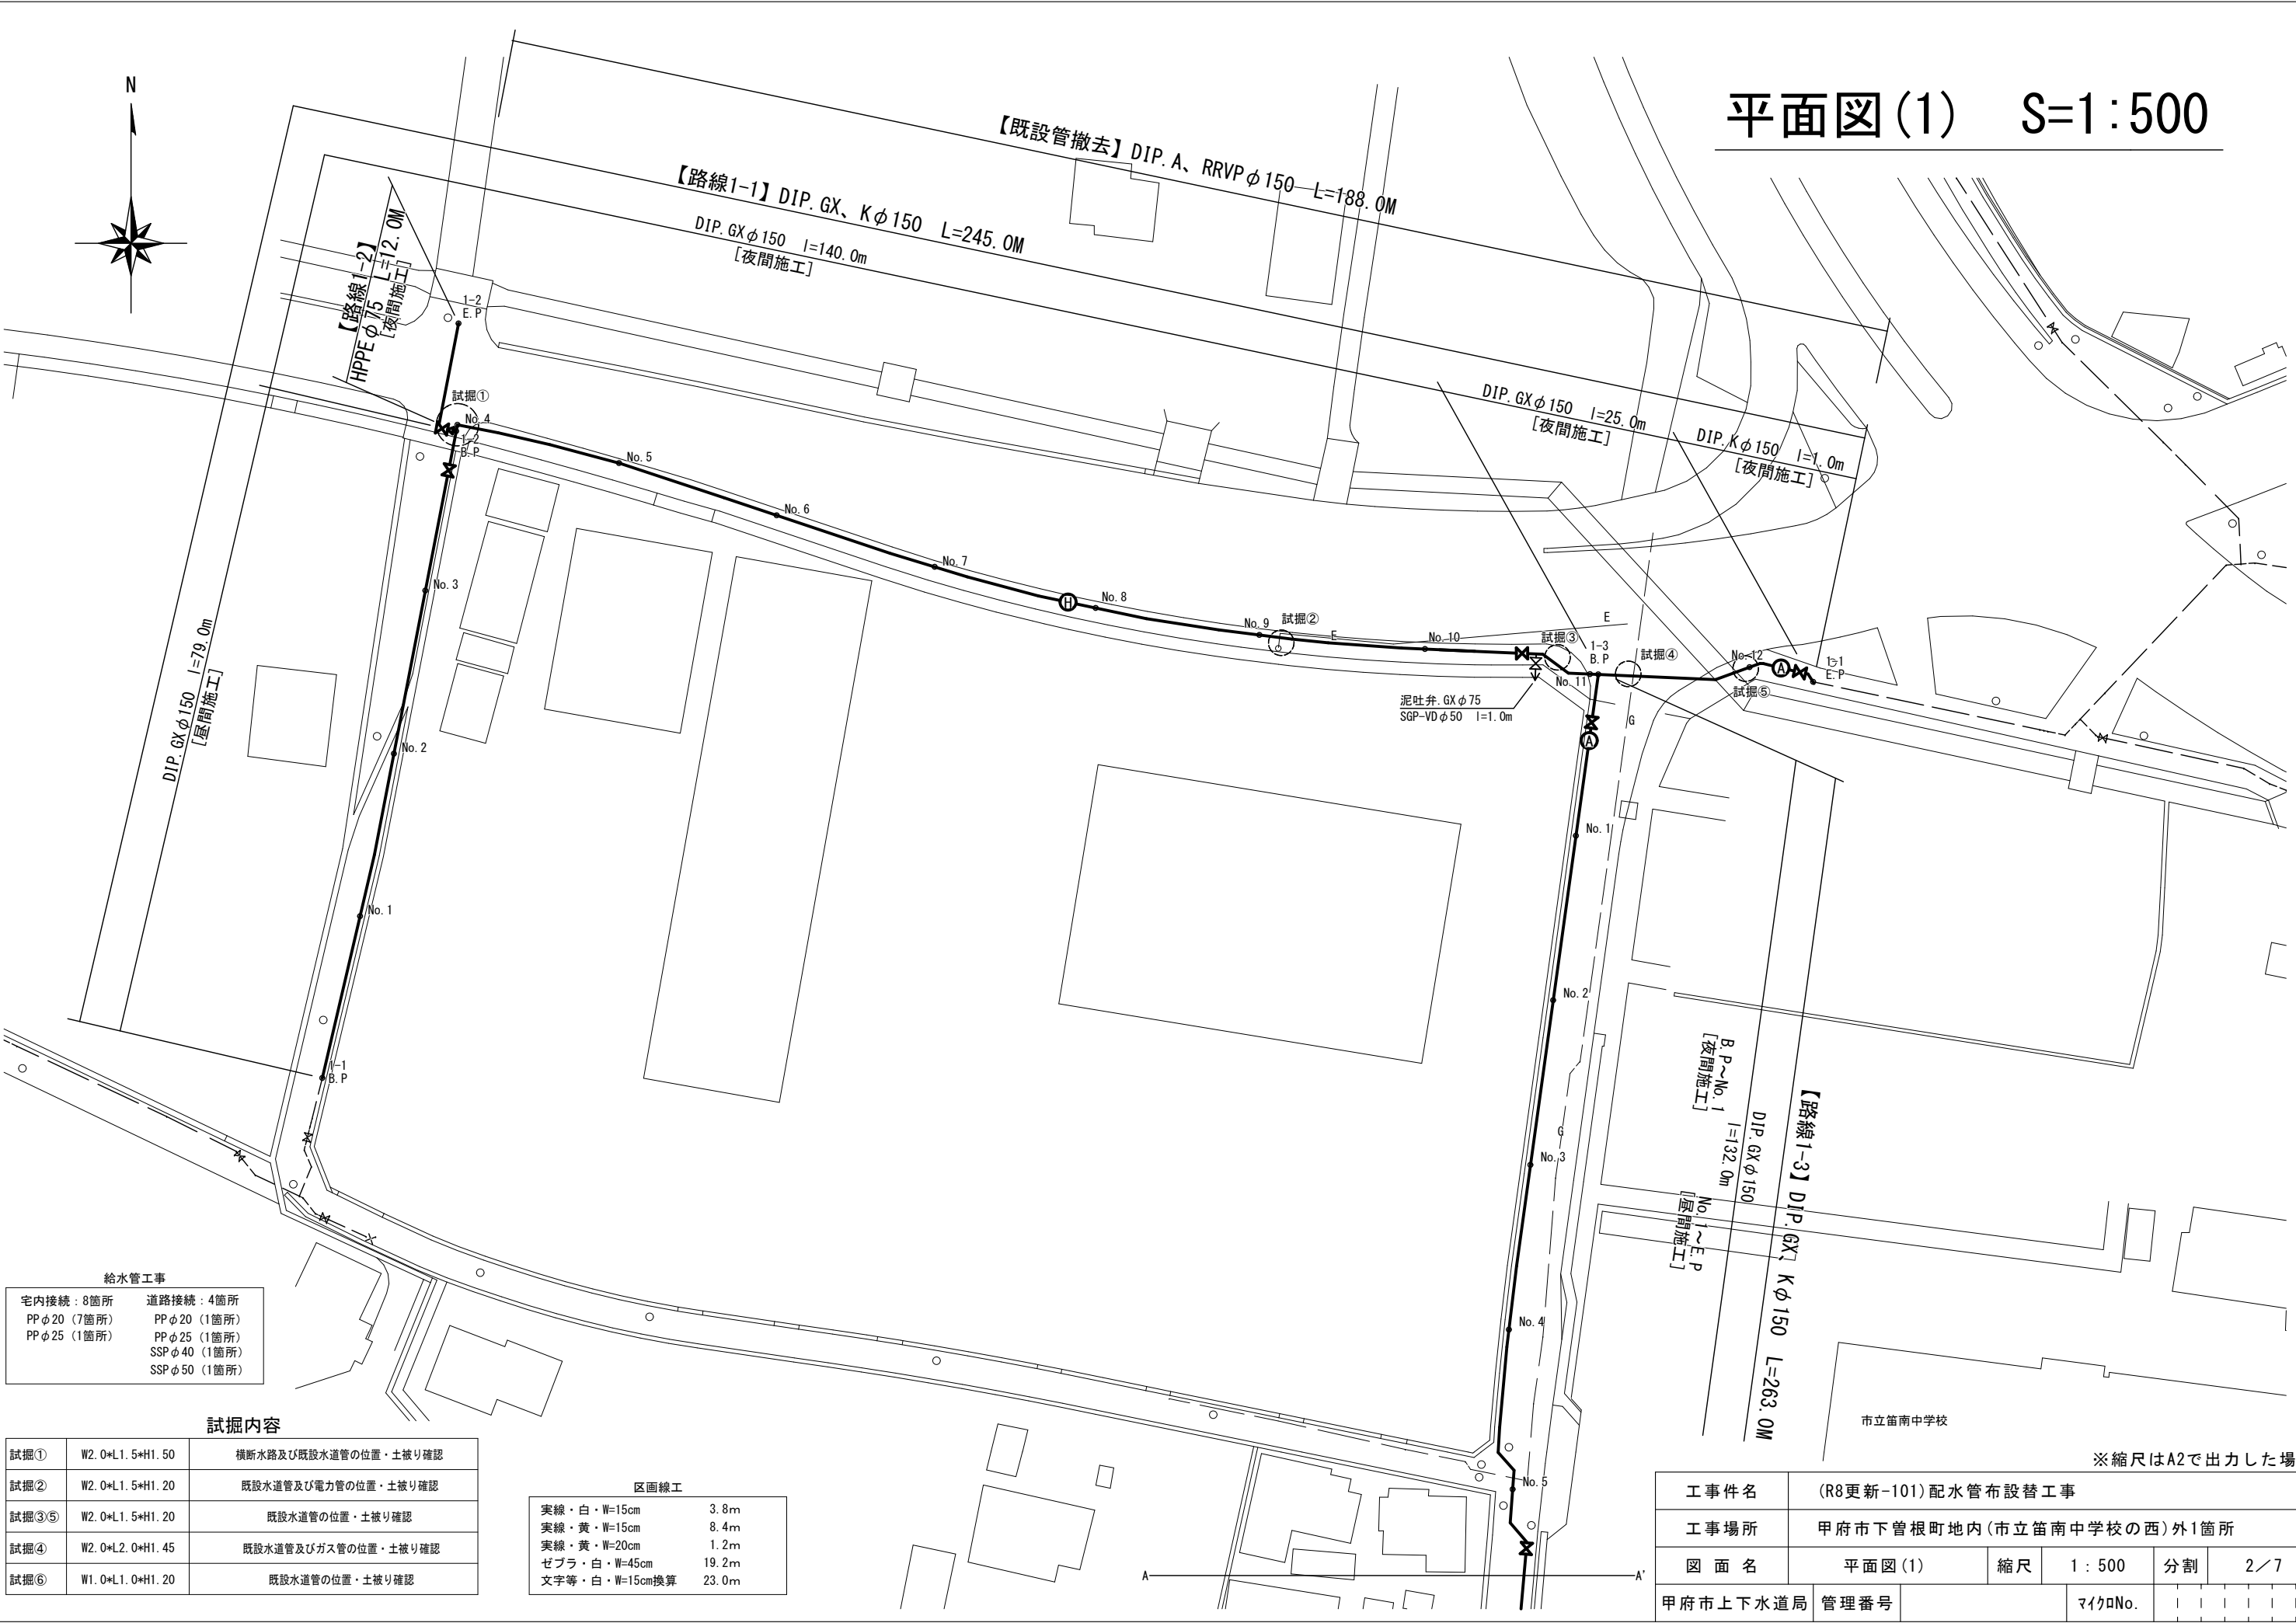 平面図(1)　S=1:500
N
【既設管撤去】DIP.A、RRVPφ150　L=188.0M
【路線1-1】DIP.GX、Kφ150　L=245.0M
DIP.GXφ150　l=140.0m
[夜間施工]
DIP.GXφ150　l=25.0m
[夜間施工]
DIP.Kφ150　l=1.0m
[夜間施工]
【路線1-2】
HPPEφ75　L=12.0M
[夜間施工]
DIP.GXφ150　l=79.0m
[昼間施工]
1-2
E.P
試掘①
No.4
1-2
B.P
No.5
No.6
No.7
H
No.8
No.9
試掘②
E
No.10
E
試掘③
1-3
B.P
試掘④
No.11
No.12
A
1-1
E.P
試掘⑤
泥吐弁.GXφ75
SGP-VDφ50　l=1.0m
G
A
No.3
No.2
No.1
1-1
B.P
No.1
No.2
G
No.3
No.4
No.5
B.P～No.1
[夜間施工]
DIP.GXφ150
l=132.0m
No.1～E.P
[昼間施工]
【路線1-3】DIP.GX、Kφ150　L=263.0M
市立笛南中学校
A
A'
給水管工事
宅内接続：8箇所　道路接続：4箇所
PPφ20（7箇所）　PPφ20（1箇所）
PPφ25（1箇所）　PPφ25（1箇所）
SSPφ40（1箇所）
SSPφ50（1箇所）
試掘内容
試掘①　W2.0*L1.5*H1.50　横断水路及び既設水道管の位置・土被り確認
試掘②　W2.0*L1.5*H1.20　既設水道管及び電力管の位置・土被り確認
試掘③⑤　W2.0*L1.5*H1.20　既設水道管の位置・土被り確認
試掘④　W2.0*L2.0*H1.45　既設水道管及びガス管の位置・土被り確認
試掘⑥　W1.0*L1.0*H1.20　既設水道管の位置・土被り確認
区画線工
実線・白・W=15cm　3.8m
実線・黄・W=15cm　8.4m
実線・黄・W=20cm　1.2m
ゼブラ・白・W=45cm　19.2m
文字等・白・W=15cm換算　23.0m
※縮尺はA2で出力した場
工事件名　(R8更新-101)配水管布設替工事
工事場所　甲府市下曽根町地内(市立笛南中学校の西)外1箇所
図面名　平面図(1)　縮尺　1：500　分割　2／7
甲府市上下水道局　管理番号　マイクロNo.